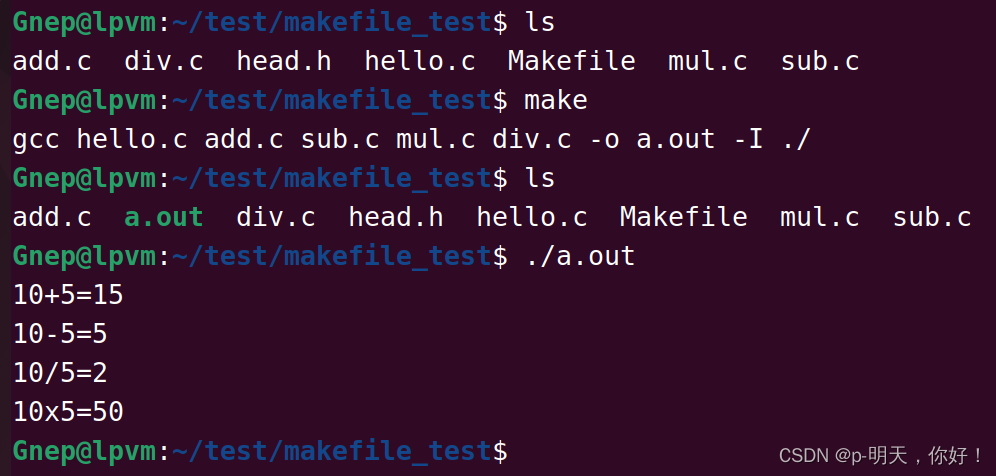 Gnep@lpvm:~/test/makefile_test$ ls
add.c  div.c  head.h  hello.c  Makefile  mul.c  sub.c
Gnep@lpvm:~/test/makefile_test$ make
gcc hello.c add.c sub.c mul.c div.c -o a.out -I ./
Gnep@lpvm:~/test/makefile_test$ ls
add.c  a.out  div.c  head.h  hello.c  Makefile  mul.c  sub.c
Gnep@lpvm:~/test/makefile_test$ ./a.out
10+5=15
10-5=5
10/5=2
10x5=50
Gnep@lpvm:~/test/makefile_test$
CSDN @p-明天，你好！